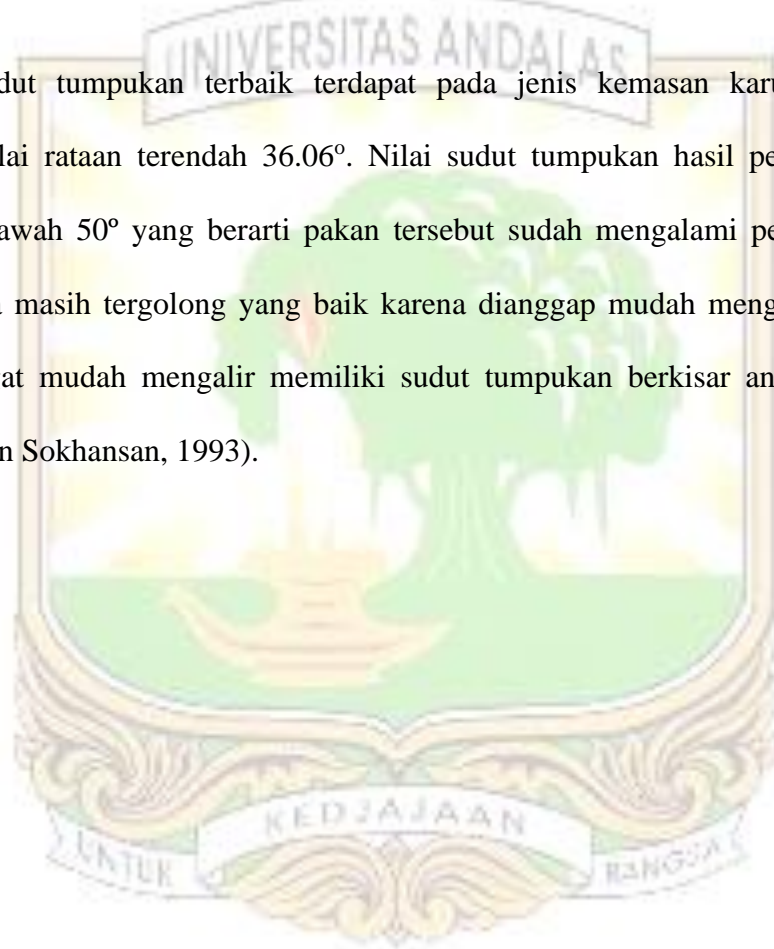 UNIVERSITAS ANDALAS
dut tumpukan terbaik terdapat pada jenis kemasan karu
lai rataan terendah 36.06º. Nilai sudut tumpukan hasil pe
awah 50º yang berarti pakan tersebut sudah mengalami pe
masih tergolong yang baik karena dianggap mudah meng
at mudah mengalir memiliki sudut tumpukan berkisar an
n Sokhansan, 1993).
KEDJAJAAN
UNTUK BANGSA